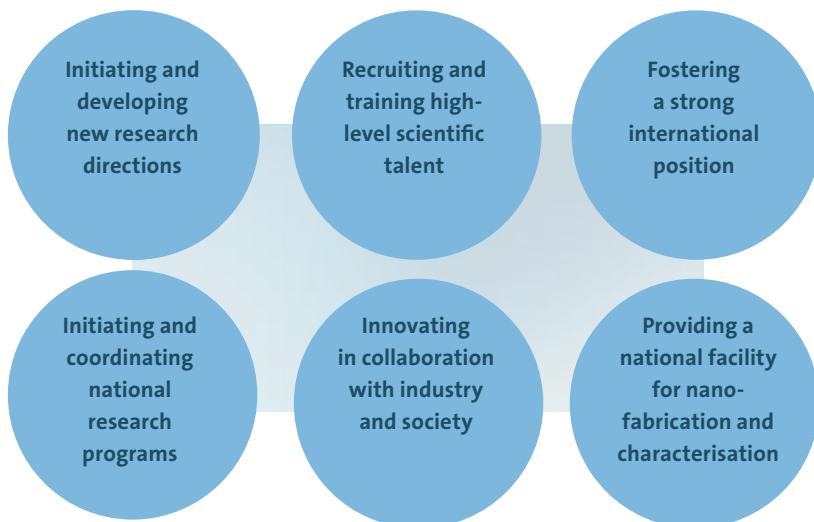 Initiating and
developing
new research
directions
Recruiting and
training high-
level scientific
talent
Fostering
a strong
international
position
Initiating and
coordinating
national
research
programs
Innovating
in collaboration
with industry
and society
Providing a
national facility
for nano-
fabrication and
characterisation